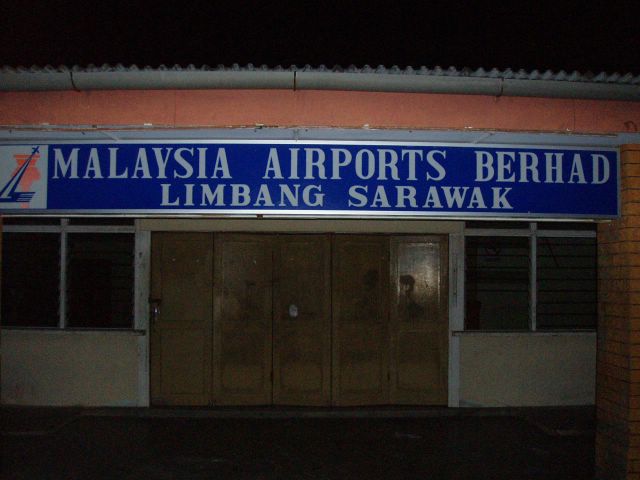 MALAYSIA AIRPORTS BERHAD
LIMBANG SARAWAK